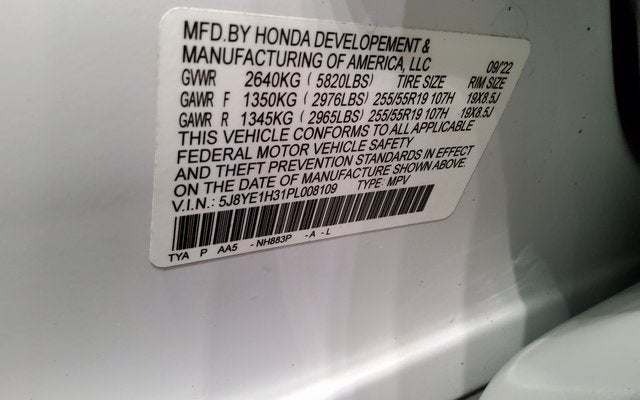 MFD.BY HONDA DEVELOPEMENT &
MANUFACTURING OF AMERICA, LLC 09/22
GVWR 2640KG ( 5820LBS) TIRE SIZE RIM SIZE
GAWR F 1350KG ( 2976LBS) 255/55R19 107H 19X8.5J
GAWR R 1345KG ( 2965LBS) 255/55R19 107H 19X8.5J
THIS VEHICLE CONFORMS TO ALL APPLICABLE
FEDERAL MOTOR VEHICLE SAFETY
AND THEFT PREVENTION STANDARDS IN EFFECT
ON THE DATE OF MANUFACTURE SHOWN ABOVE.
V.I.N.: 5J8YE1H31PL008109 TYPE: MPV
TYA P AA5 - NH883P - A - L